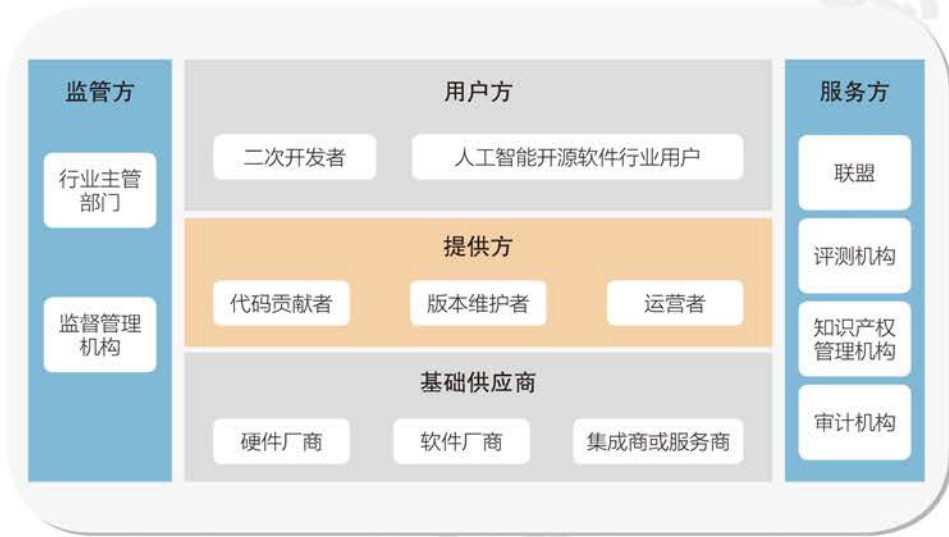 监管方
行业主管
部门
监督管理
机构
用户方
二次开发者
人工智能开源软件行业用户
提供方
代码贡献者
版本维护者
运营者
基础供应商
硬件厂商
软件厂商
集成商或服务商
服务方
联盟
评测机构
知识产权
管理机构
审计机构